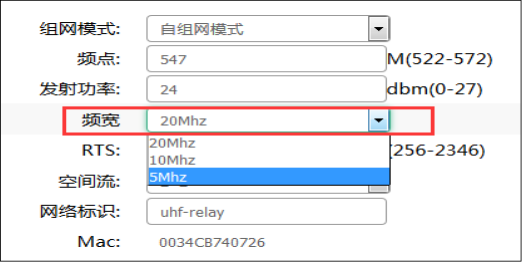 组网模式: 自组网模式
频点: 547 M(522-572)
发射功率: 24 dbm(0-27)
频宽 20Mhz
20Mhz
RTS: (256-2346)
10Mhz
5Mhz
空间流:
网络标识: uhf-relay
Mac: 0034CB740726